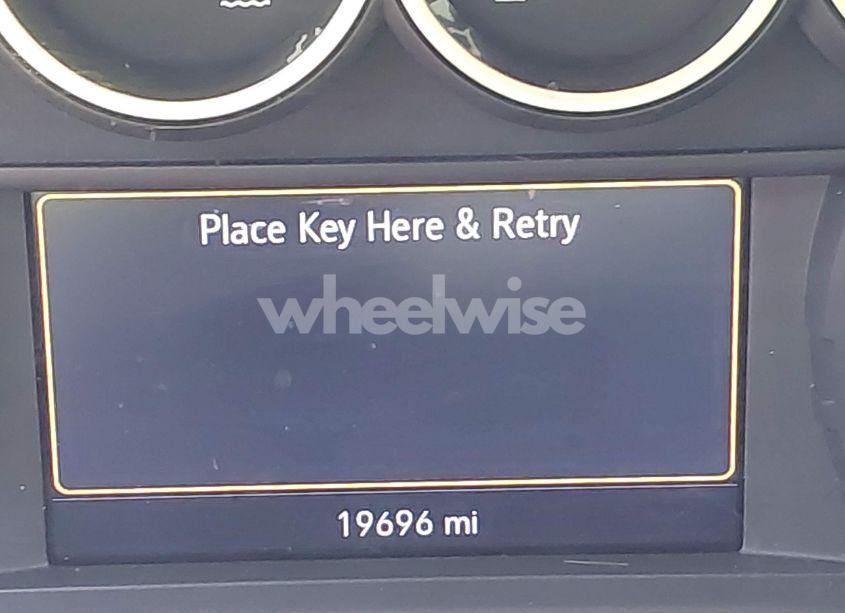 Place Key Here & Retry
wheelwise
19696 mi